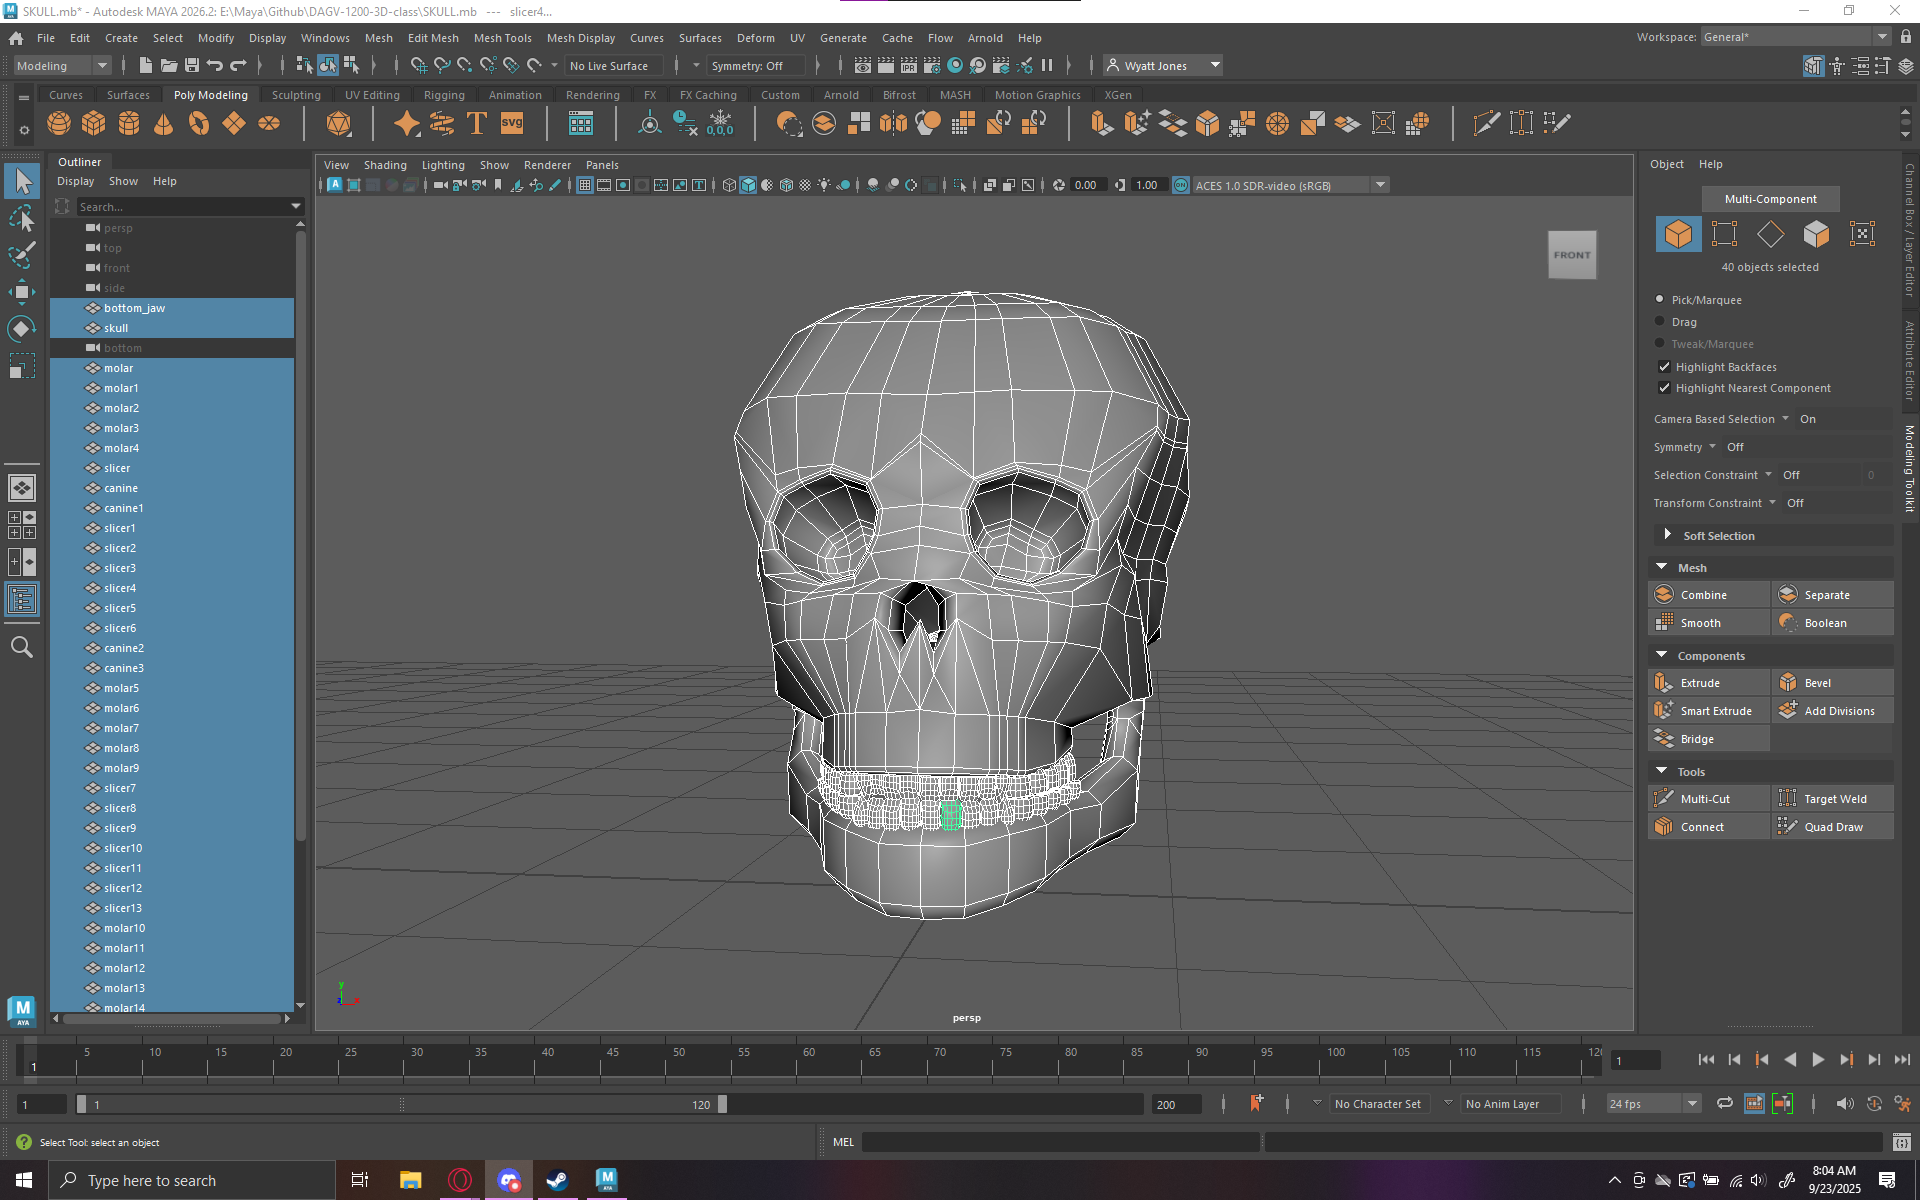 SKULL.mb* - Autodesk MAYA 2026.2: E:\Maya\Github\DAGV-1200-3D-class\SKULL.mb   ---   slicer4...
File Edit Create Select Modify Display Windows Mesh Edit Mesh Mesh Tools Mesh Display Curves Surfaces Deform UV Generate Cache Flow Arnold Help
Workspace: General*
Modeling No Live Surface Symmetry: Off IPR Wyatt Jones
Curves Surfaces Poly Modeling Sculpting UV Editing Rigging Animation Rendering FX FX Caching Custom Arnold Bifrost MASH Motion Graphics XGen
T SVG 0,0,0
Outliner
Display Show Help
Search...
persp
top
front
side
bottom_jaw
skull
bottom
molar
molar1
molar2
molar3
molar4
slicer
canine
canine1
slicer1
slicer2
slicer3
slicer4
slicer5
slicer6
canine2
canine3
molar5
molar6
molar7
molar8
molar9
slicer7
slicer8
slicer9
slicer10
slicer11
slicer12
slicer13
molar10
molar11
molar12
molar13
molar14
View Shading Lighting Show Renderer Panels
0.00 1.00 ACES 1.0 SDR-video (sRGB)
FRONT
y
z x
persp
Object Help
Multi-Component
40 objects selected
Pick/Marquee
Drag
Tweak/Marquee
Highlight Backfaces
Highlight Nearest Component
Camera Based Selection On
Symmetry Off
Selection Constraint Off 0
Transform Constraint Off
Soft Selection
Mesh
Combine Separate
Smooth Boolean
Components
Extrude Bevel
Smart Extrude Add Divisions
Bridge
Tools
Multi-Cut Target Weld
Connect Quad Draw
Channel Box / Layer Editor
Attribute Editor
Modeling Toolkit
M
AYA
5 10 15 20 25 30 35 40 45 50 55 60 65 70 75 80 85 90 95 100 105 110 115 120
1
1
1 1 120 200 No Character Set No Anim Layer 24 fps
Select Tool: select an object
MEL
Type here to search
8:04 AM
9/23/2025